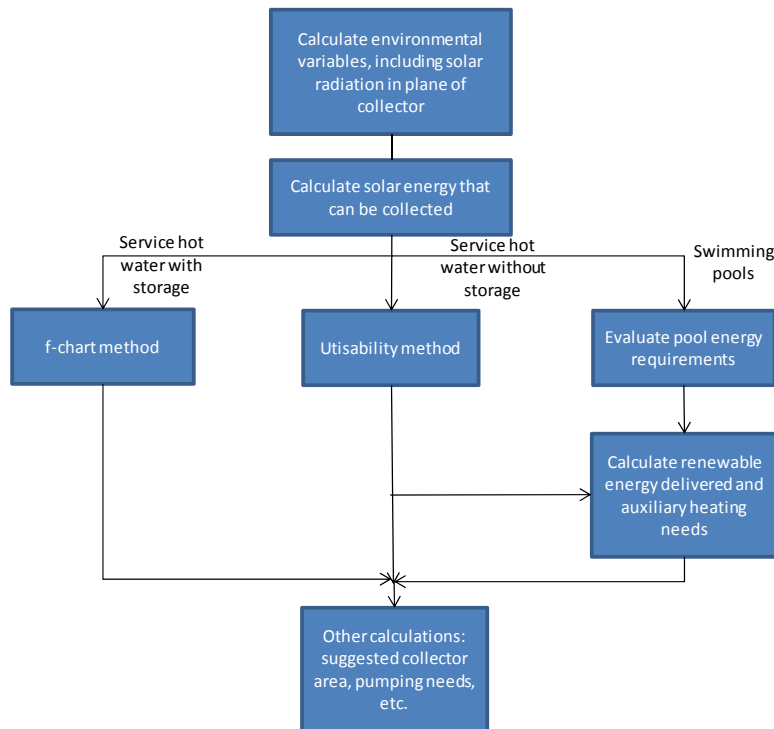 Calculate environmental
variables, including solar
radiation in plane of
collector
Calculate solar energy that
can be collected
Service hot
water with
storage
Service hot
water without
storage
Swimming
pools
f-chart method
Utisability method
Evaluate pool energy
requirements
Calculate renewable
energy delivered and
auxiliary heating
needs
Other calculations:
suggested collector
area, pumping needs,
etc.